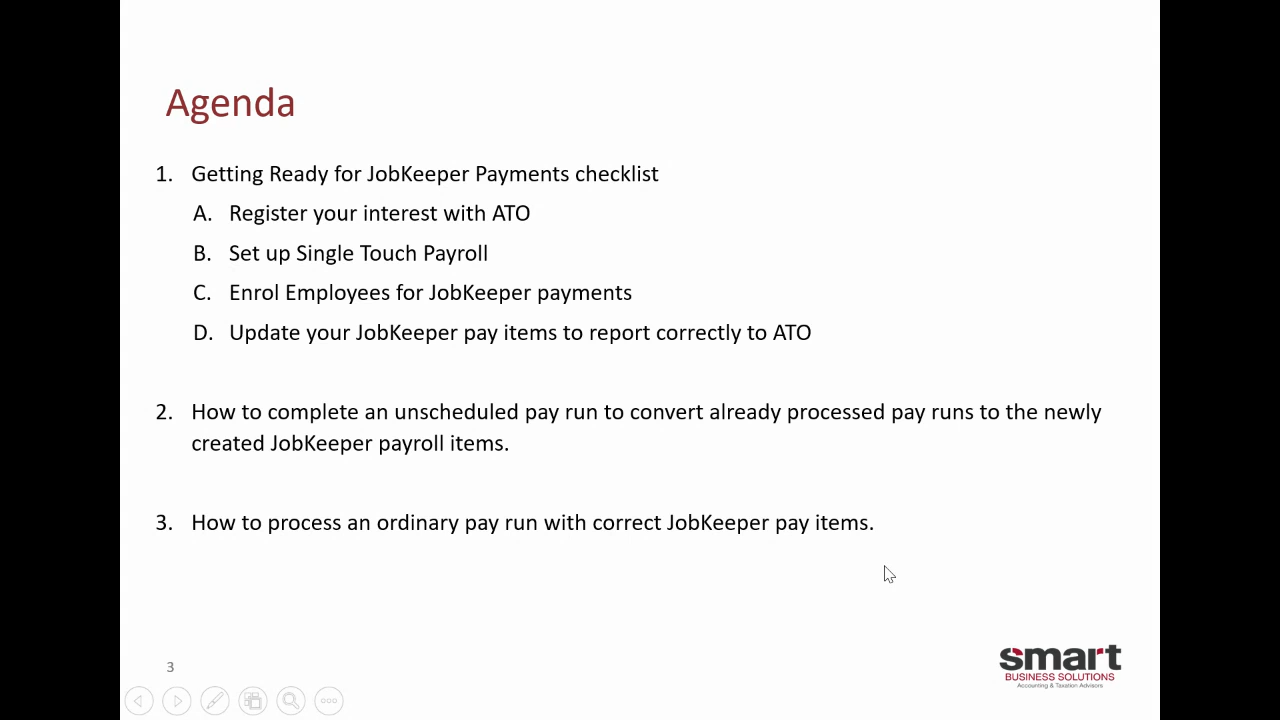 Agenda
1. Getting Ready for JobKeeper Payments checklist
A. Register your interest with ATO
B. Set up Single Touch Payroll
C. Enrol Employees for JobKeeper payments
D. Update your JobKeeper pay items to report correctly to ATO
2. How to complete an unscheduled pay run to convert already processed pay runs to the newly
created JobKeeper payroll items.
3. How to process an ordinary pay run with correct JobKeeper pay items.
3
smart
BUSINESS SOLUTIONS
Accounting & Taxation Advisors